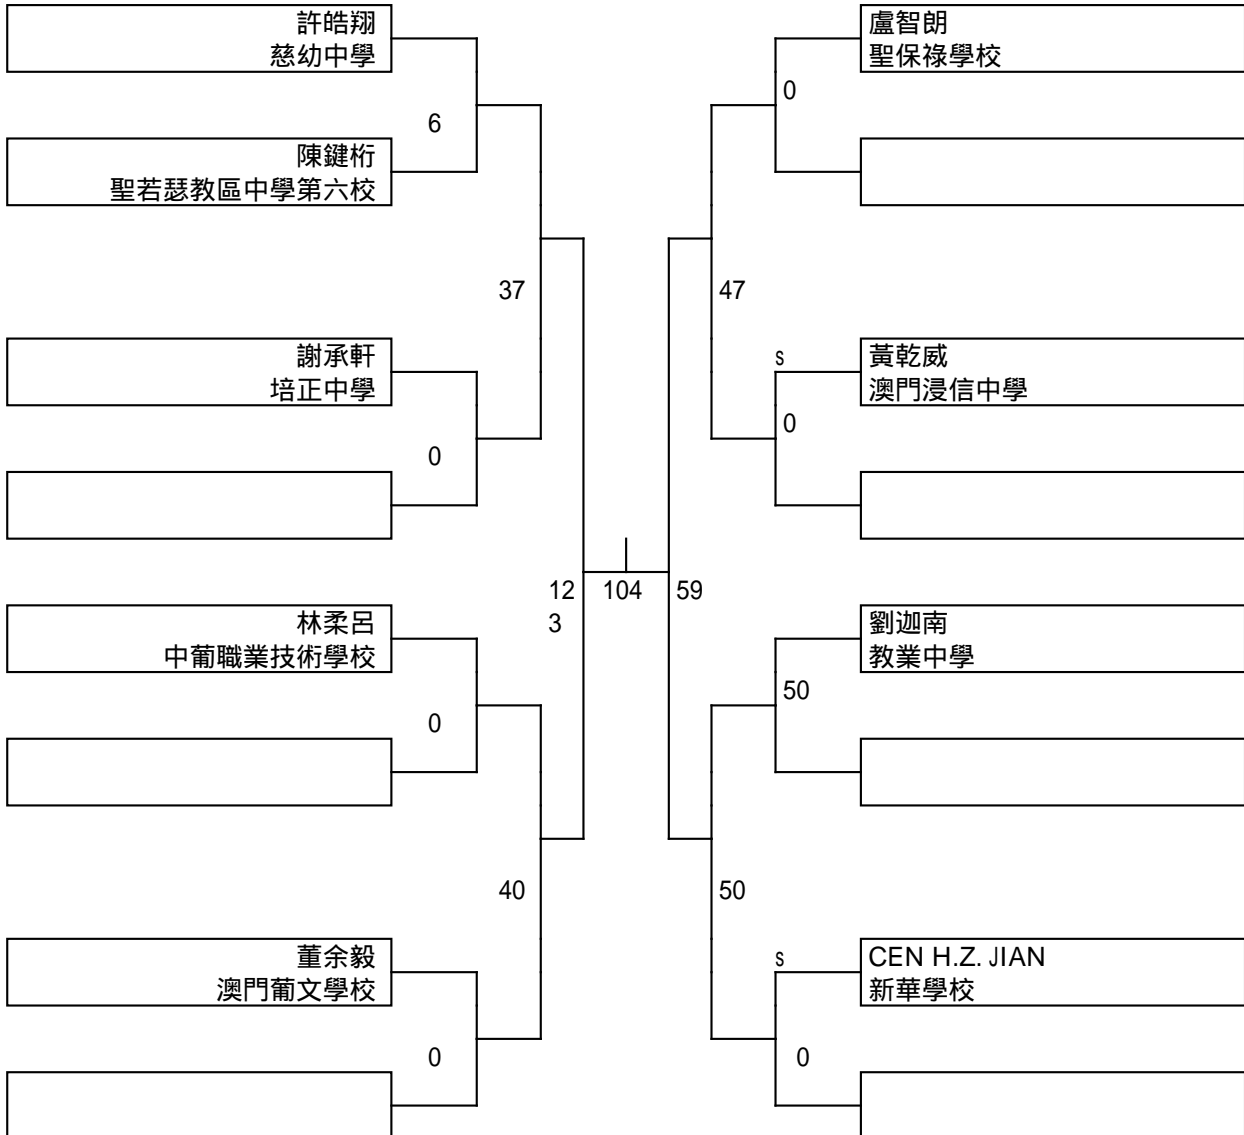 許皓翔
慈幼中學
6
陳鍵桁
聖若瑟教區中學第六校
37
謝承軒
培正中學
0
12
3
104
林柔呂
中葡職業技術學校
0
40
董余毅
澳門葡文學校
0
盧智朗
聖保祿學校
0
47
s
黃乾威
澳門浸信中學
0
59
劉迦南
教業中學
50
50
s
CEN H.Z. JIAN
新華學校
0